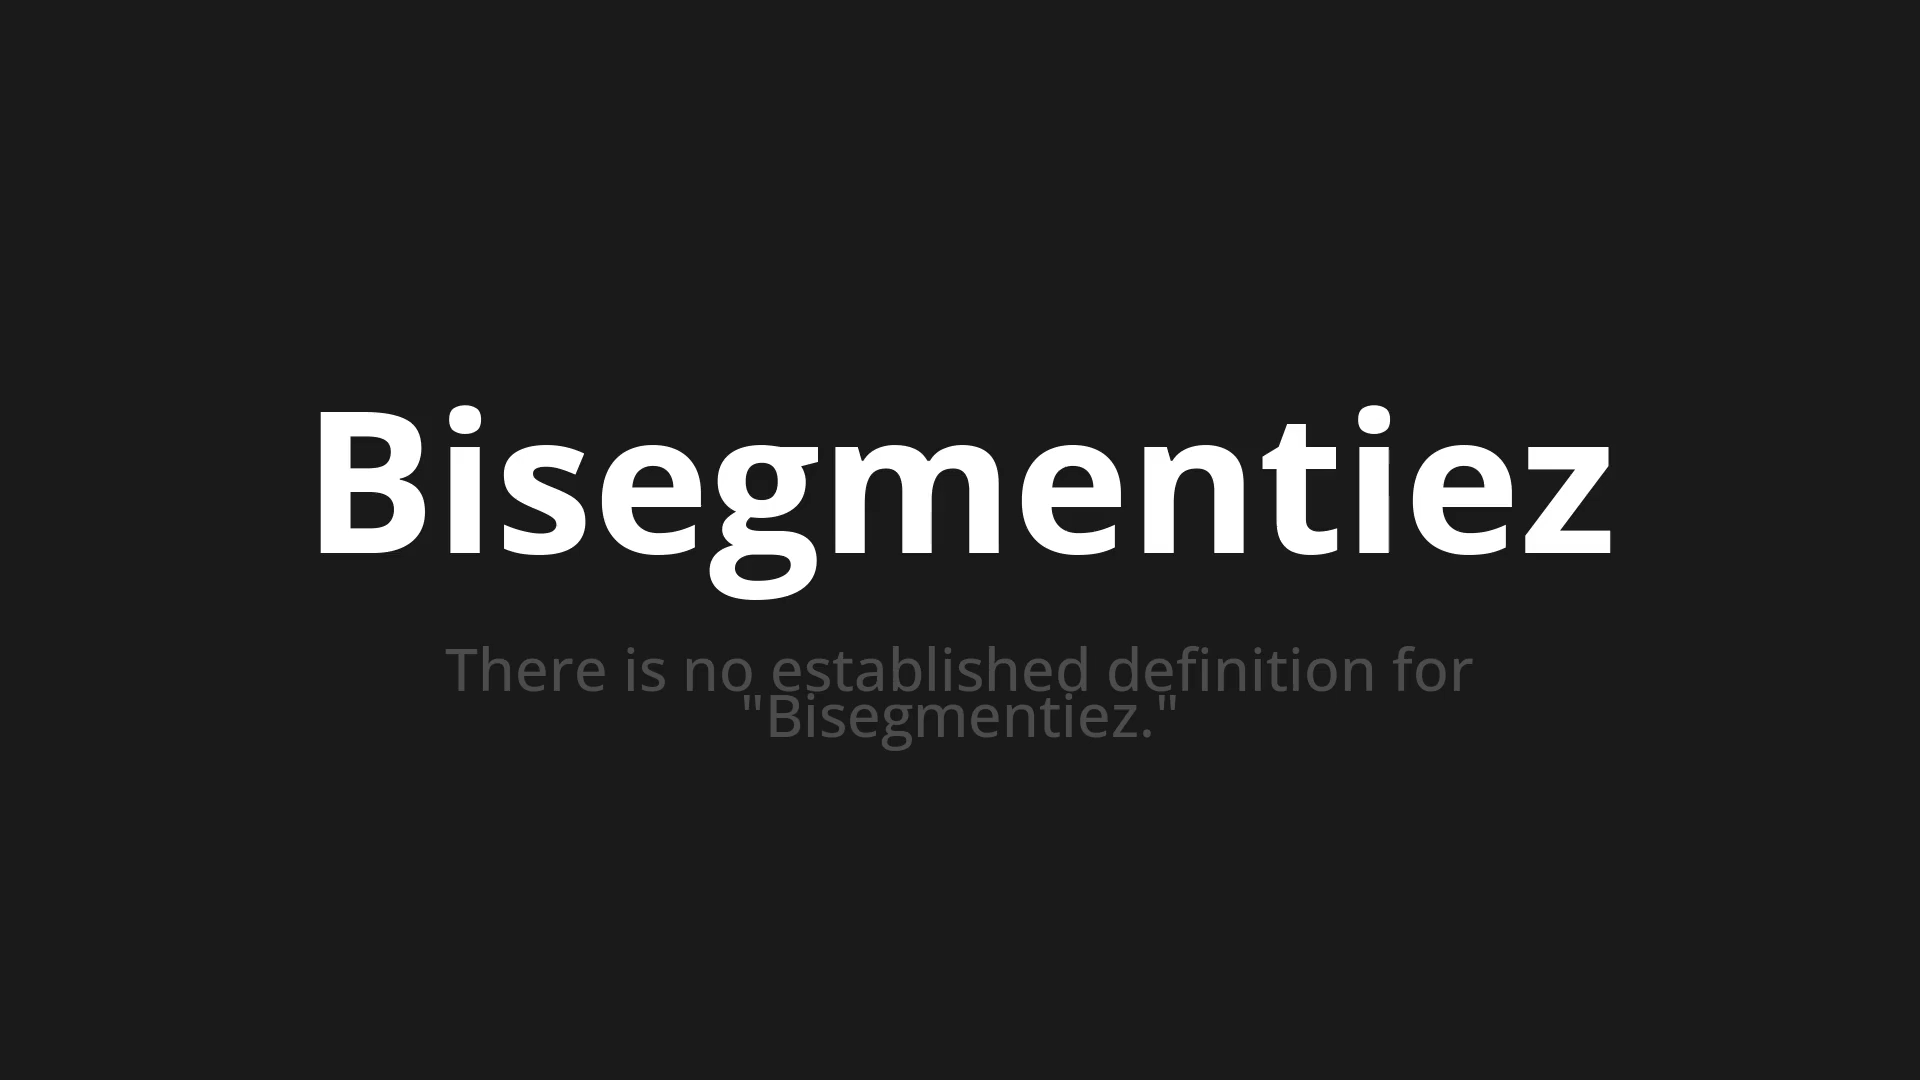 Bisegmentiez
There is no established definition for
"Bisegmentiez."